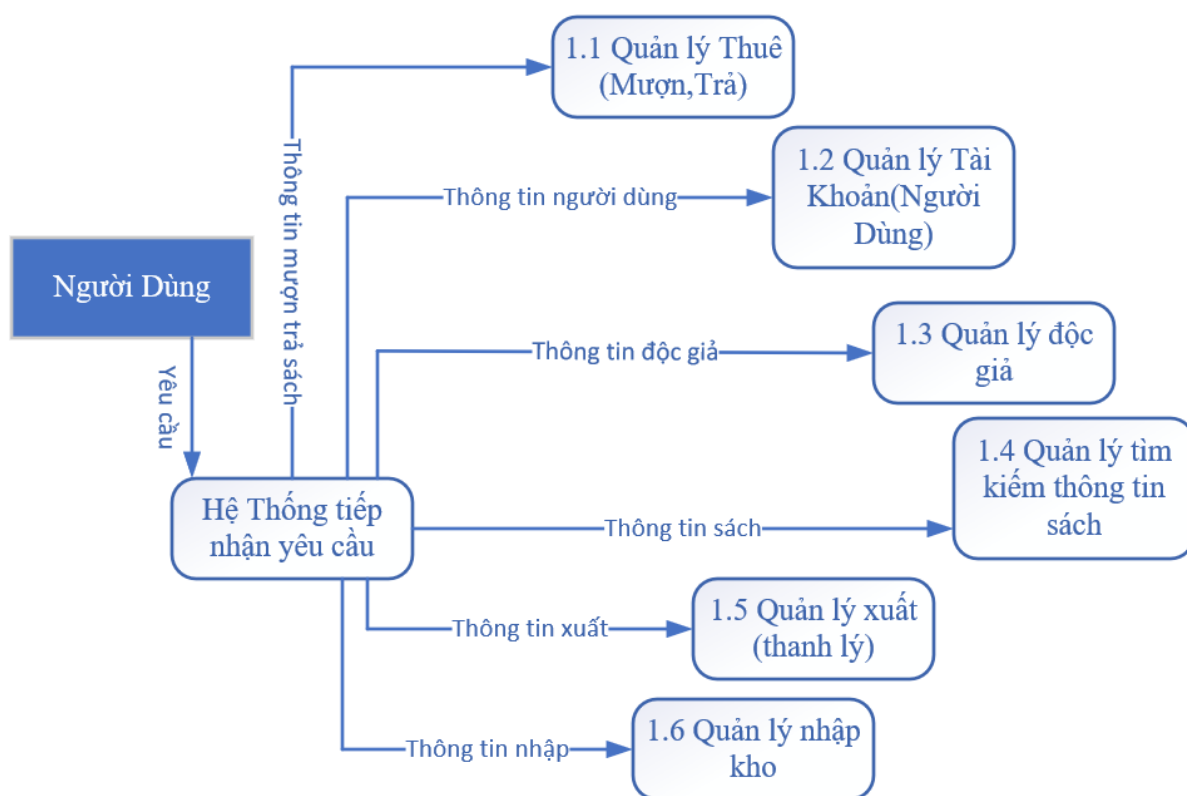 1.1 Quản lý Thuê
(Mượn,Trả)
Thông tin mượn trả sách
1.2 Quản lý Tài
Khoản(Người
Dùng)
Thông tin người dùng
Người Dùng
Yêu cầu
1.3 Quản lý độc
giả
Thông tin độc giả
1.4 Quản lý tìm
kiếm thông tin
sách
Thông tin sách
Hệ Thống tiếp
nhận yêu cầu
1.5 Quản lý xuất
(thanh lý)
Thông tin xuất
1.6 Quản lý nhập
kho
Thông tin nhập